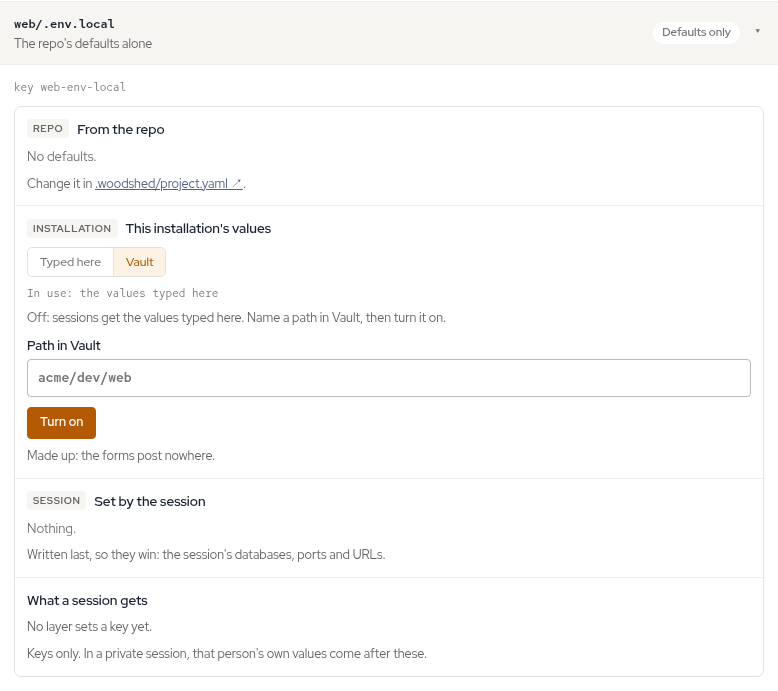 web/.env.local
The repo's defaults alone
Defaults only
key web-env-local
REPO From the repo
No defaults.
Change it in .woodshed/project.yaml ↗.
INSTALLATION This installation's values
Typed here Vault
In use: the values typed here
Off: sessions get the values typed here. Name a path in Vault, then turn it on.
Path in Vault
acme/dev/web
Turn on
Made up: the forms post nowhere.
SESSION Set by the session
Nothing.
Written last, so they win: the session's databases, ports and URLs.
What a session gets
No layer sets a key yet.
Keys only. In a private session, that person's own values come after these.